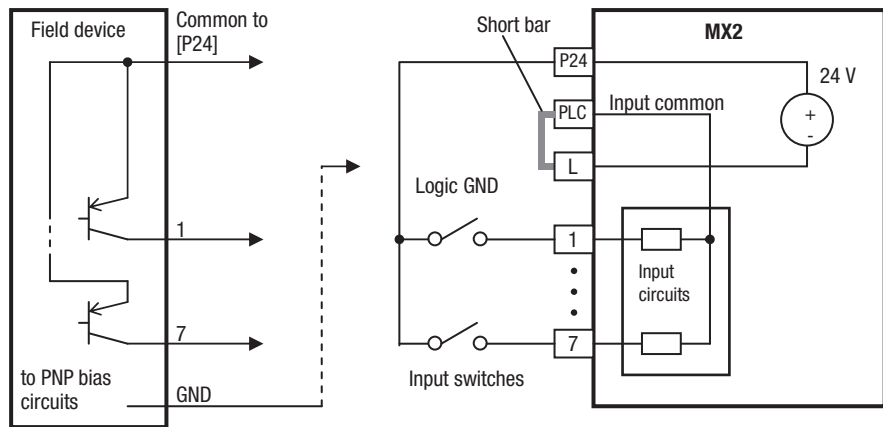 Field device
Common to
[P24]
1
7
to PNP bias
circuits
GND
Short bar
MX2
P24
24 V
PLC
Input common
+
-
L
Logic GND
1
Input
circuits
7
Input switches